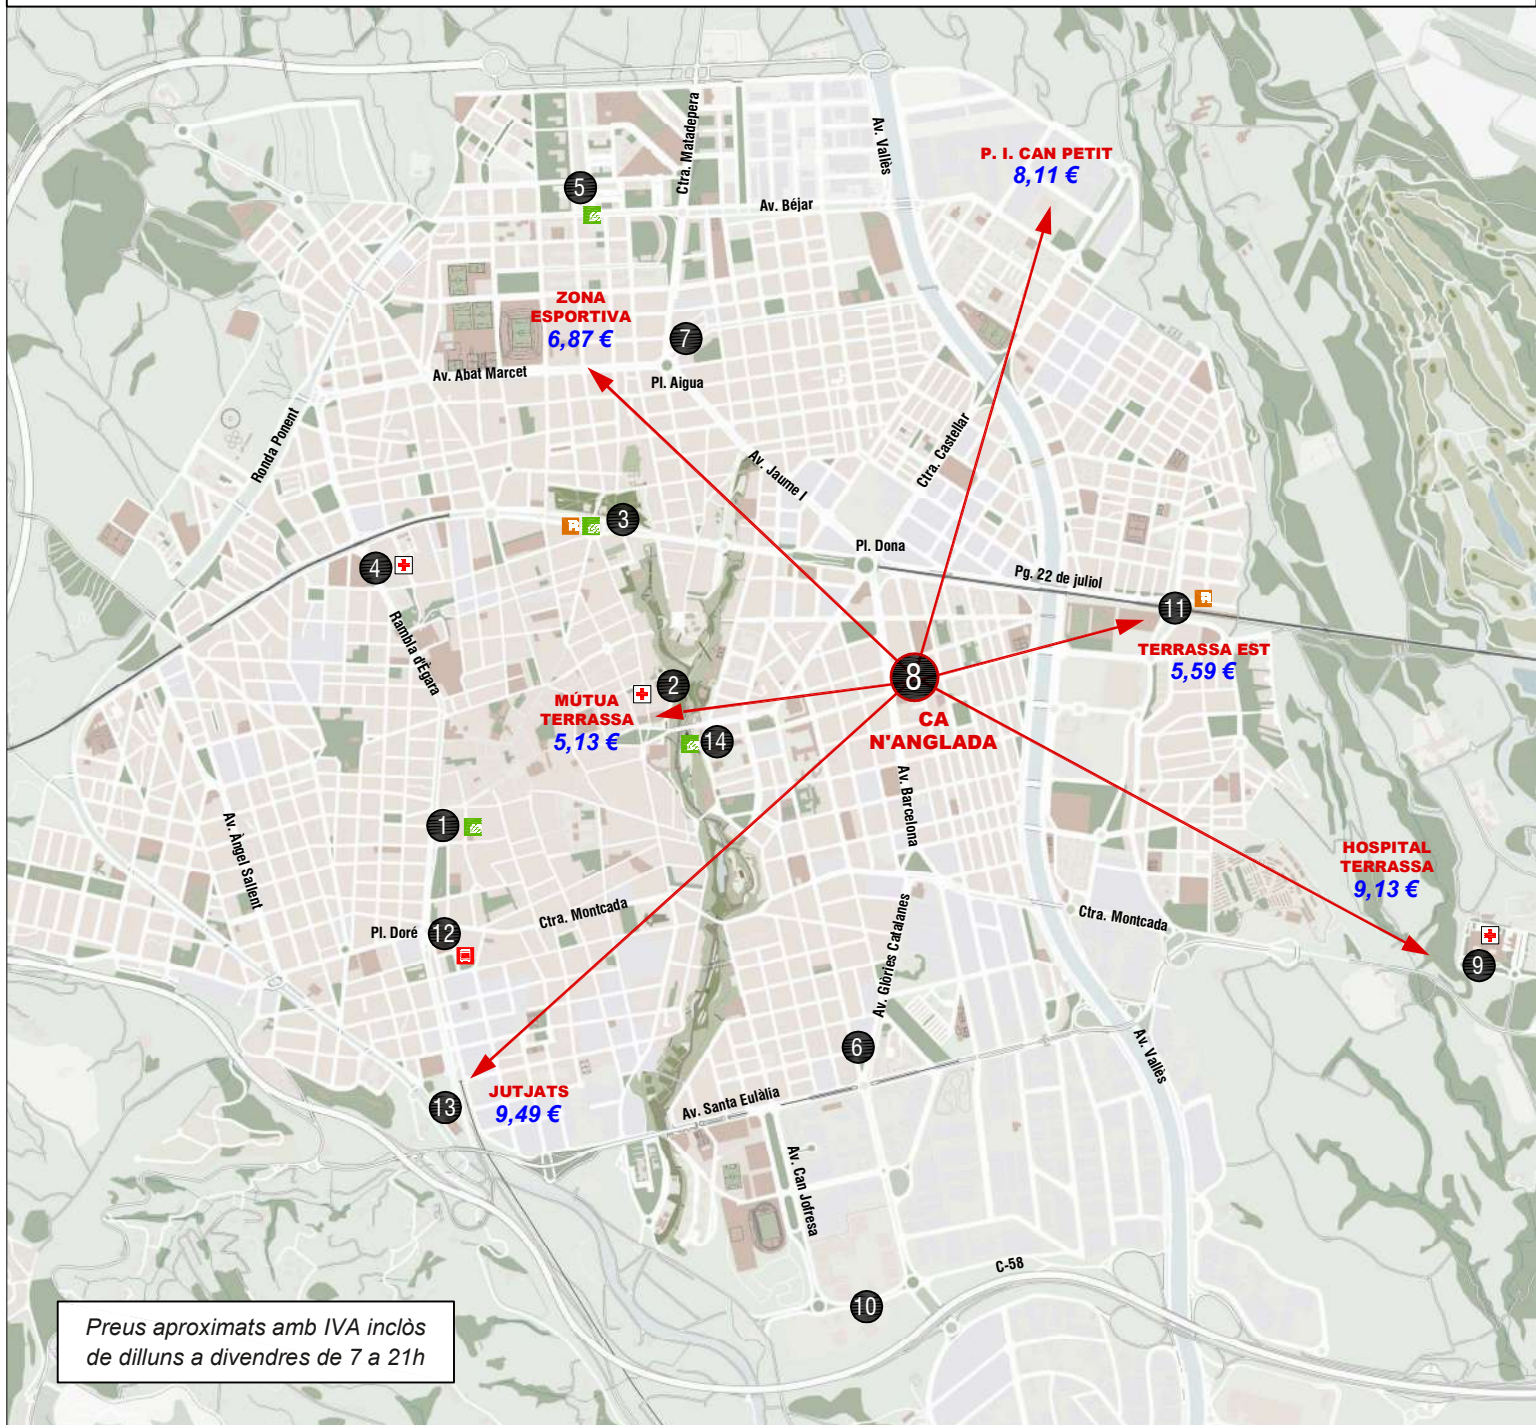 Ctra. Matadepera
Av. Vallès
P. I. CAN PETIT
8,11 €
5
Av. Béjar
ZONA
ESPORTIVA
6,87 €
7
Av. Abat Marcet
Pl. Aigua
Ronda Ponent
Ctra. Castellar
Av. Jaume I
3
Pl. Dona
4
Pg. 22 de juliol
11
Rambla d'Ègara
TERRASSA EST
5,59 €
8
2
MÚTUA
TERRASSA
5,13 €
CA
N'ANGLADA
14
Av. Barcelona
1
Av. Àngel Sallent
HOSPITAL
TERRASSA
9,13 €
Ctra. Montcada
Ctra. Montcada
Pl. Doré
12
Av. Glòries Catalanes
9
6
Av. Vallès
JUTJATS
9,49 €
13
Av. Santa Eulàlia
Av. Can Jofresa
C-58
10
Preus aproximats amb IVA inclòs
de dilluns a divendres de 7 a 21h